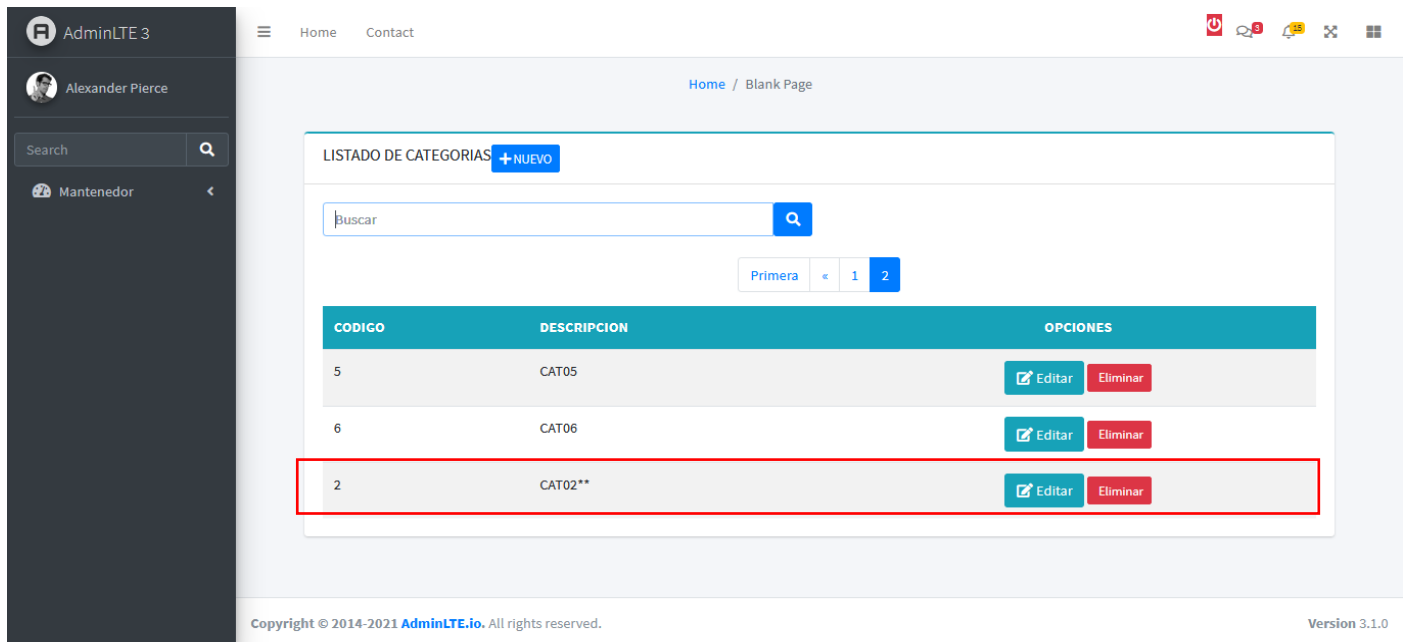 AdminLTE 3
Home Contact
3
15
Alexander Pierce
Home / Blank Page
Search
Mantenedor
LISTADO DE CATEGORIAS NUEVO
Buscar
Primera « 1 2
CODIGO DESCRIPCION OPCIONES
5 CAT05 Editar Eliminar
6 CAT06 Editar Eliminar
2 CAT02** Editar Eliminar
Copyright © 2014-2021 AdminLTE.io. All rights reserved. Version 3.1.0